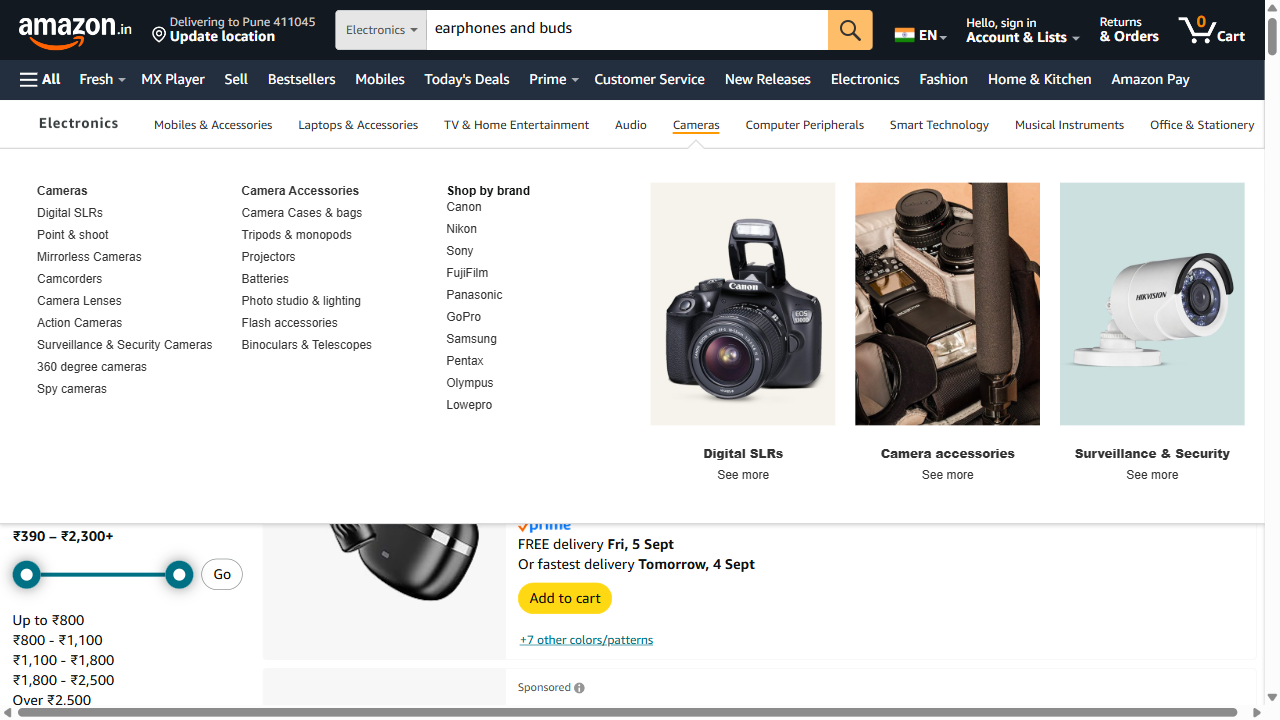 amazon.in
Delivering to Pune 411045
Update location
Electronics
earphones and buds
EN
Hello, sign in
Account & Lists
Returns
& Orders
0
Cart
All
Fresh
MX Player
Sell
Bestsellers
Mobiles
Today's Deals
Prime
Customer Service
New Releases
Electronics
Fashion
Home & Kitchen
Amazon Pay
Electronics
Mobiles & Accessories
Laptops & Accessories
TV & Home Entertainment
Audio
Cameras
Computer Peripherals
Smart Technology
Musical Instruments
Office & Stationery
Cameras
Digital SLRs
Point & shoot
Mirrorless Cameras
Camcorders
Camera Lenses
Action Cameras
Surveillance & Security Cameras
360 degree cameras
Spy cameras
Camera Accessories
Camera Cases & bags
Tripods & monopods
Projectors
Batteries
Photo studio & lighting
Flash accessories
Binoculars & Telescopes
Shop by brand
Canon
Nikon
Sony
FujiFilm
Panasonic
GoPro
Samsung
Pentax
Olympus
Lowepro
Canon
EOS
Digital SLRs
See more
Camera accessories
See more
HIKVISION
Surveillance & Security
See more
₹390 – ₹2,300+
Go
Up to ₹800
₹800 - ₹1,100
₹1,100 - ₹1,800
₹1,800 - ₹2,500
Over ₹2,500
prime
FREE delivery Fri, 5 Sept
Or fastest delivery Tomorrow, 4 Sept
Add to cart
+7 other colors/patterns
Sponsored